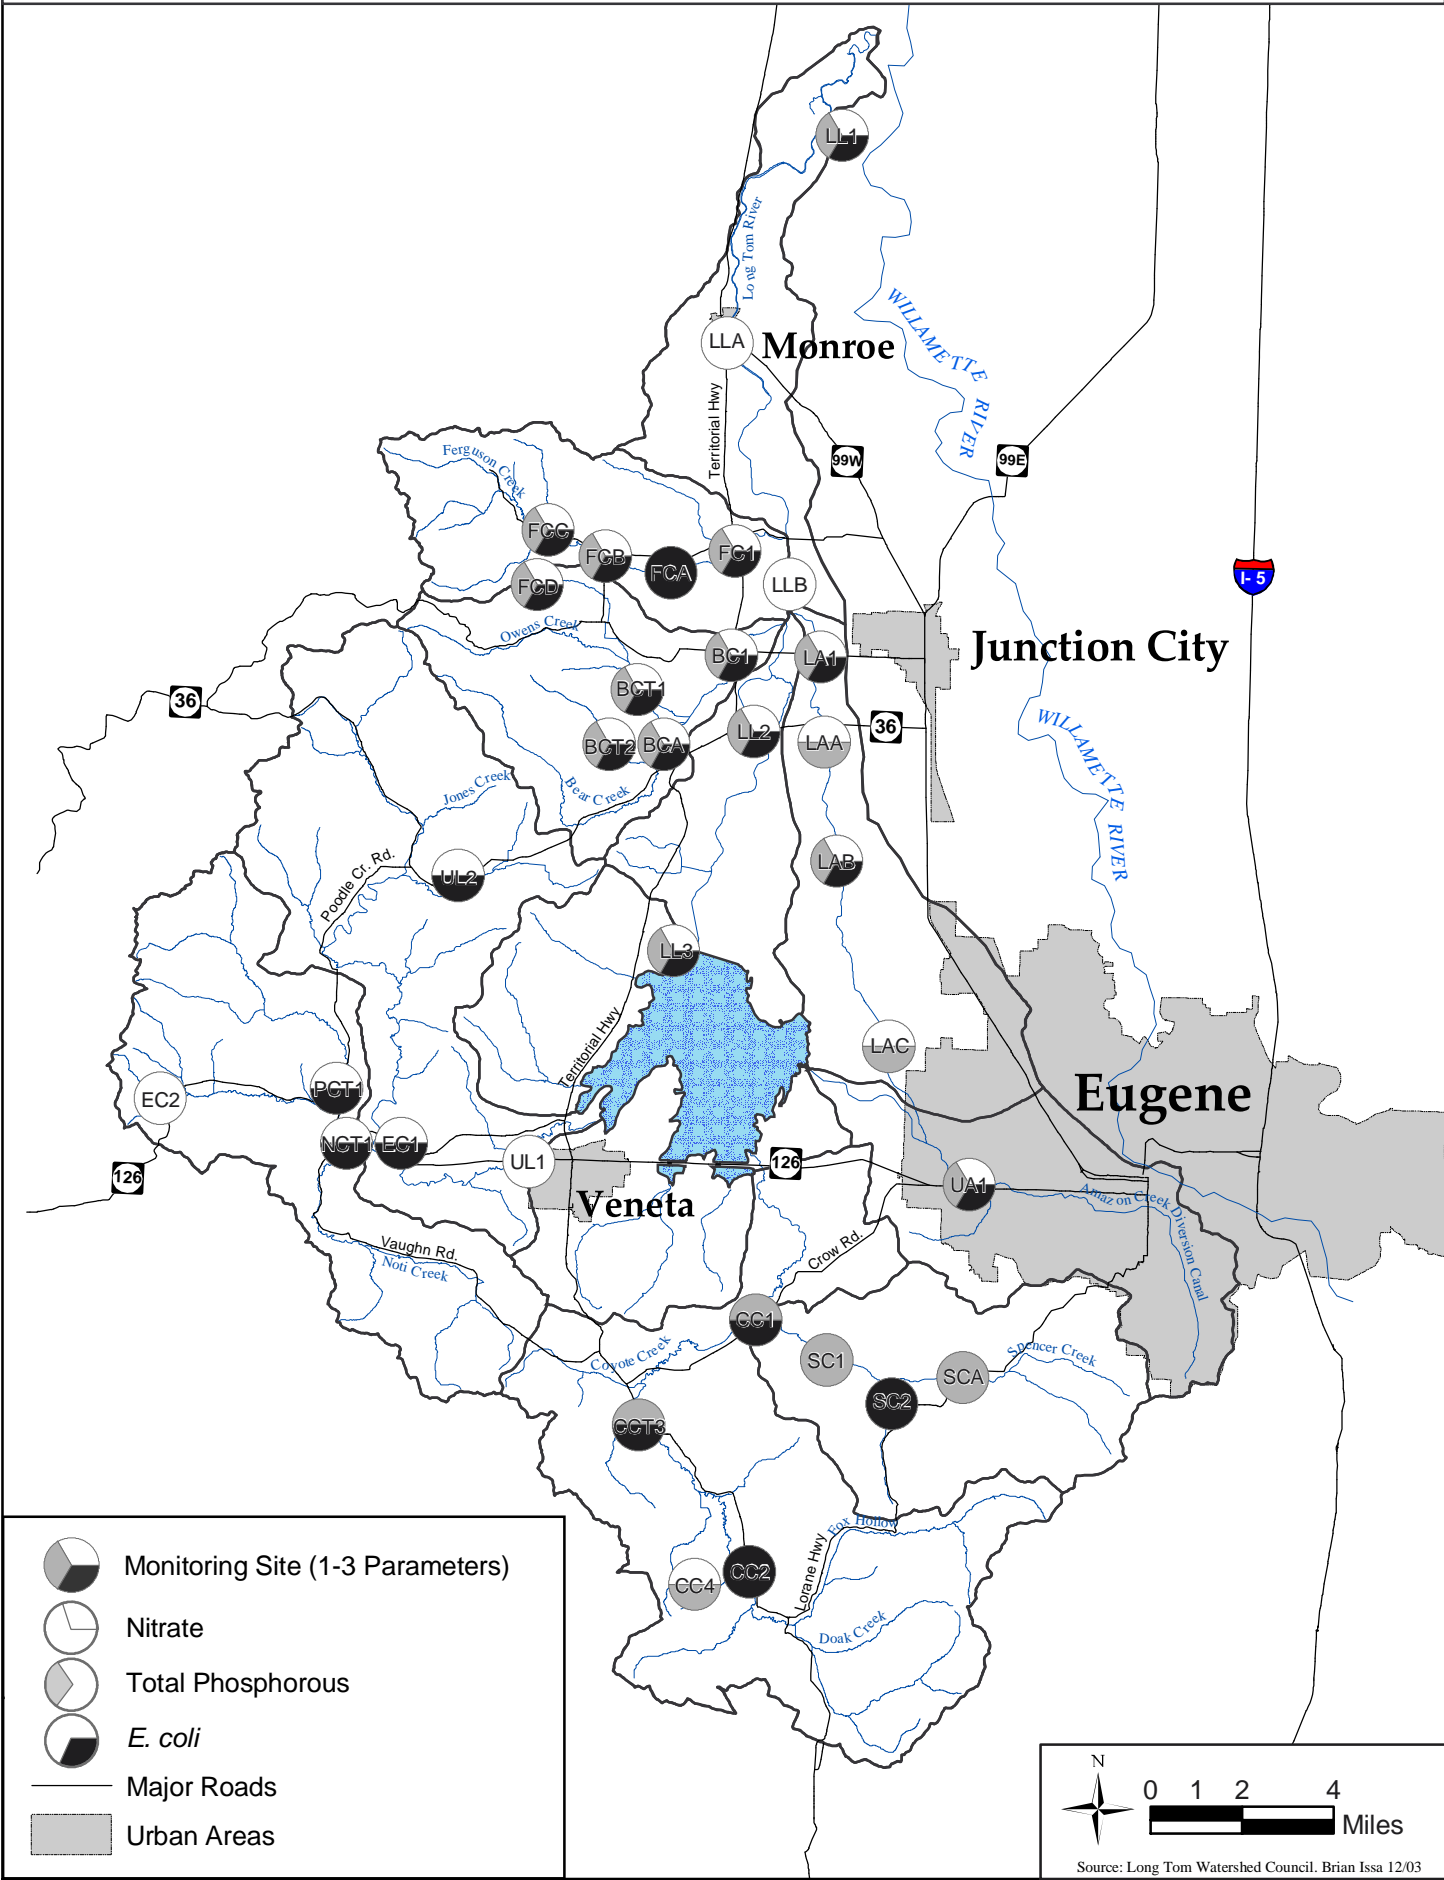 LL1
Long Tom River
WILLAMETTE RIVER
LLA
Monroe
Territorial Hwy
99W
99E
Ferguson Creek
FCC
FCB
FCA
FC1
FCD
LLB
I- 5
Owens Creek
BC1
LA1
Junction City
BCT1
36
BCT2
BCA
LL2
LAA
36
WILLAMETTE RIVER
Jones Creek
Bear Creek
Poodle Cr. Rd.
UL2
LAB
LL3
Territorial Hwy
LAC
Eugene
EC2
PCT1
NCT1
EC1
UL1
126
126
Veneta
UA1
Amazon Creek Diversion Canal
Vaughn Rd.
Noti Creek
Crow Rd.
CC1
Coyote Creek
SC1
SCA
Spencer Creek
SC2
CCT3
Fox Hollow
Lorane Hwy
CC4
CC2
Doak Creek
Monitoring Site (1-3 Parameters)
Nitrate
Total Phosphorous
E. coli
Major Roads
Urban Areas
N
0 1 2 4
Miles
Source: Long Tom Watershed Council. Brian Issa 12/03